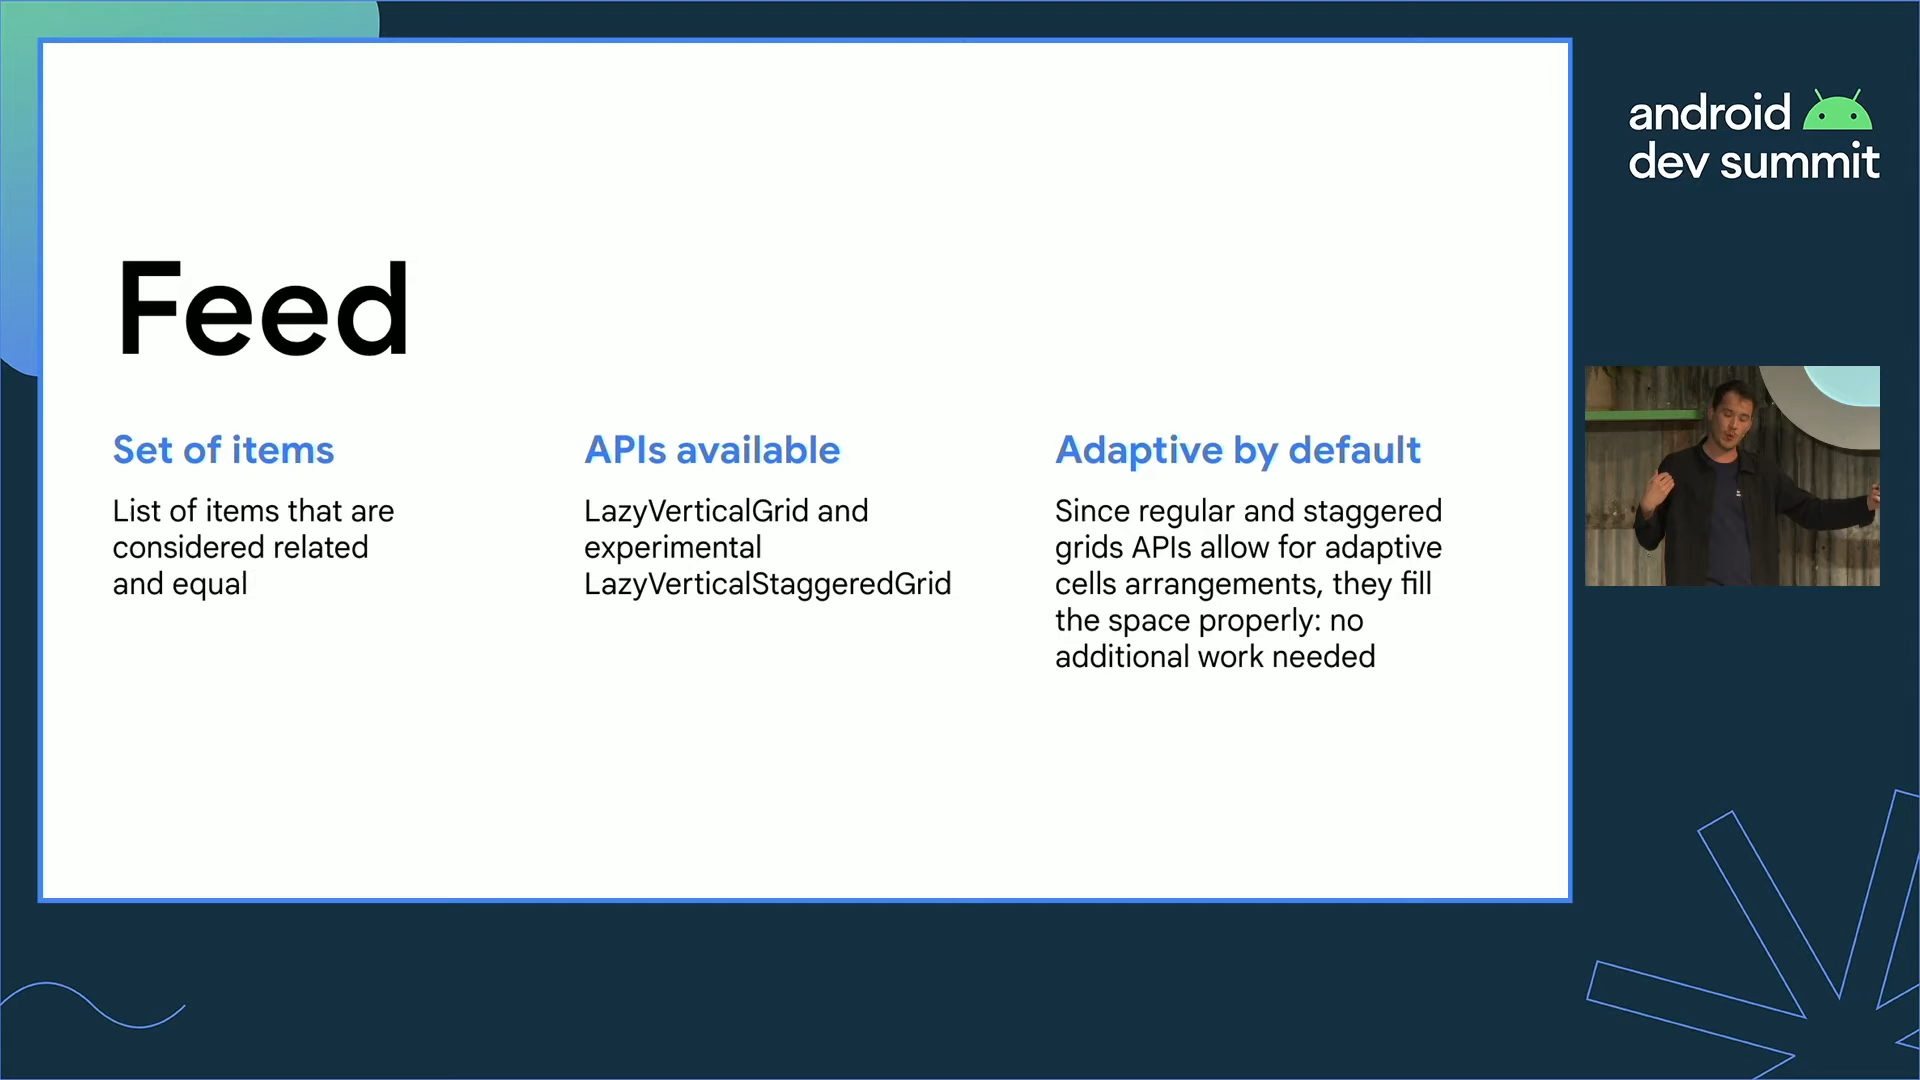 android
dev summit
Feed
Set of items
List of items that are
considered related
and equal
APIs available
LazyVerticalGrid and
experimental
LazyVerticalStaggeredGrid
Adaptive by default
Since regular and staggered
grids APIs allow for adaptive
cells arrangements, they fill
the space properly: no
additional work needed